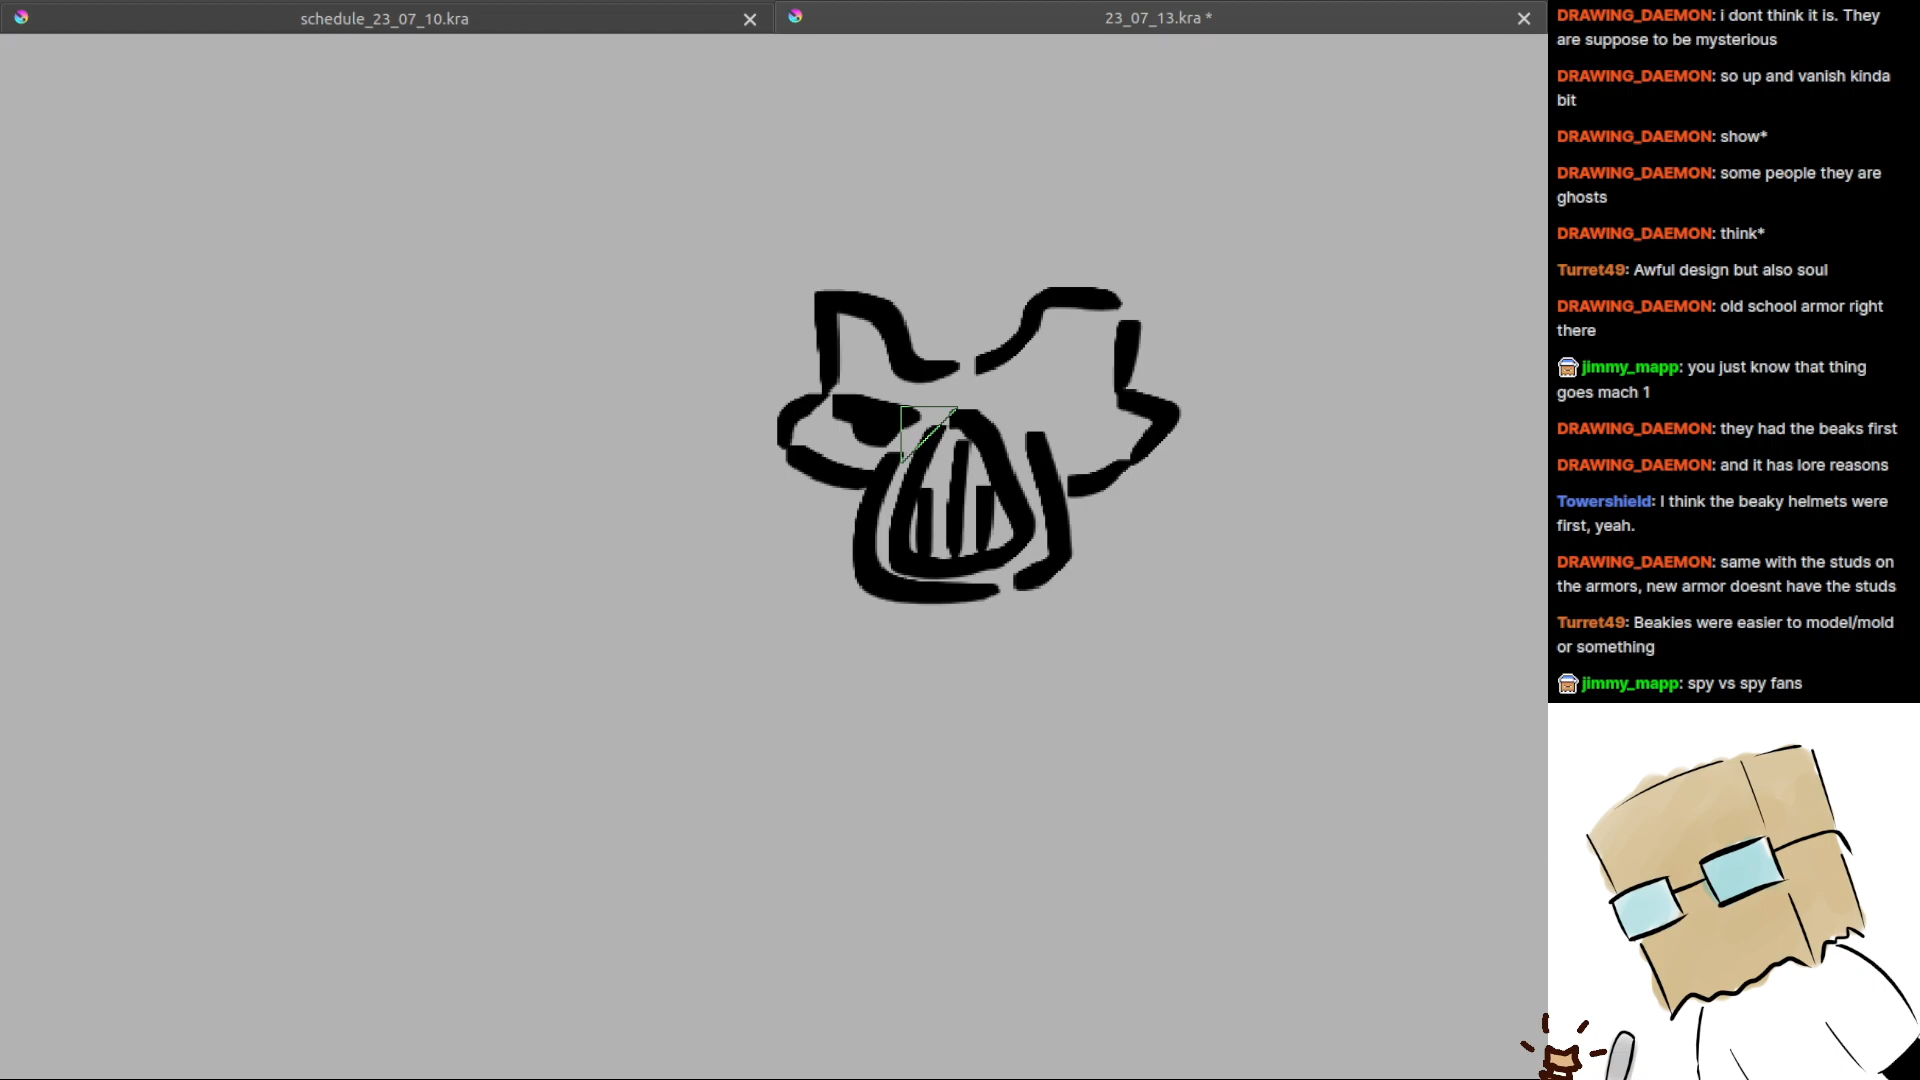 schedule_23_07_10.kra
23_07_13.kra *
DRAWING_DAEMON: i dont think it is. They
are suppose to be mysterious
DRAWING_DAEMON: so up and vanish kinda
bit
DRAWING_DAEMON: show*
DRAWING_DAEMON: some people they are
ghosts
DRAWING_DAEMON: think*
Turret49: Awful design but also soul
DRAWING_DAEMON: old school armor right
there
jimmy_mapp: you just know that thing
goes mach 1
DRAWING_DAEMON: they had the beaks first
DRAWING_DAEMON: and it has lore reasons
Towershield: I think the beaky helmets were
first, yeah.
DRAWING_DAEMON: same with the studs on
the armors, new armor doesnt have the studs
Turret49: Beakies were easier to model/mold
or something
jimmy_mapp: spy vs spy fans